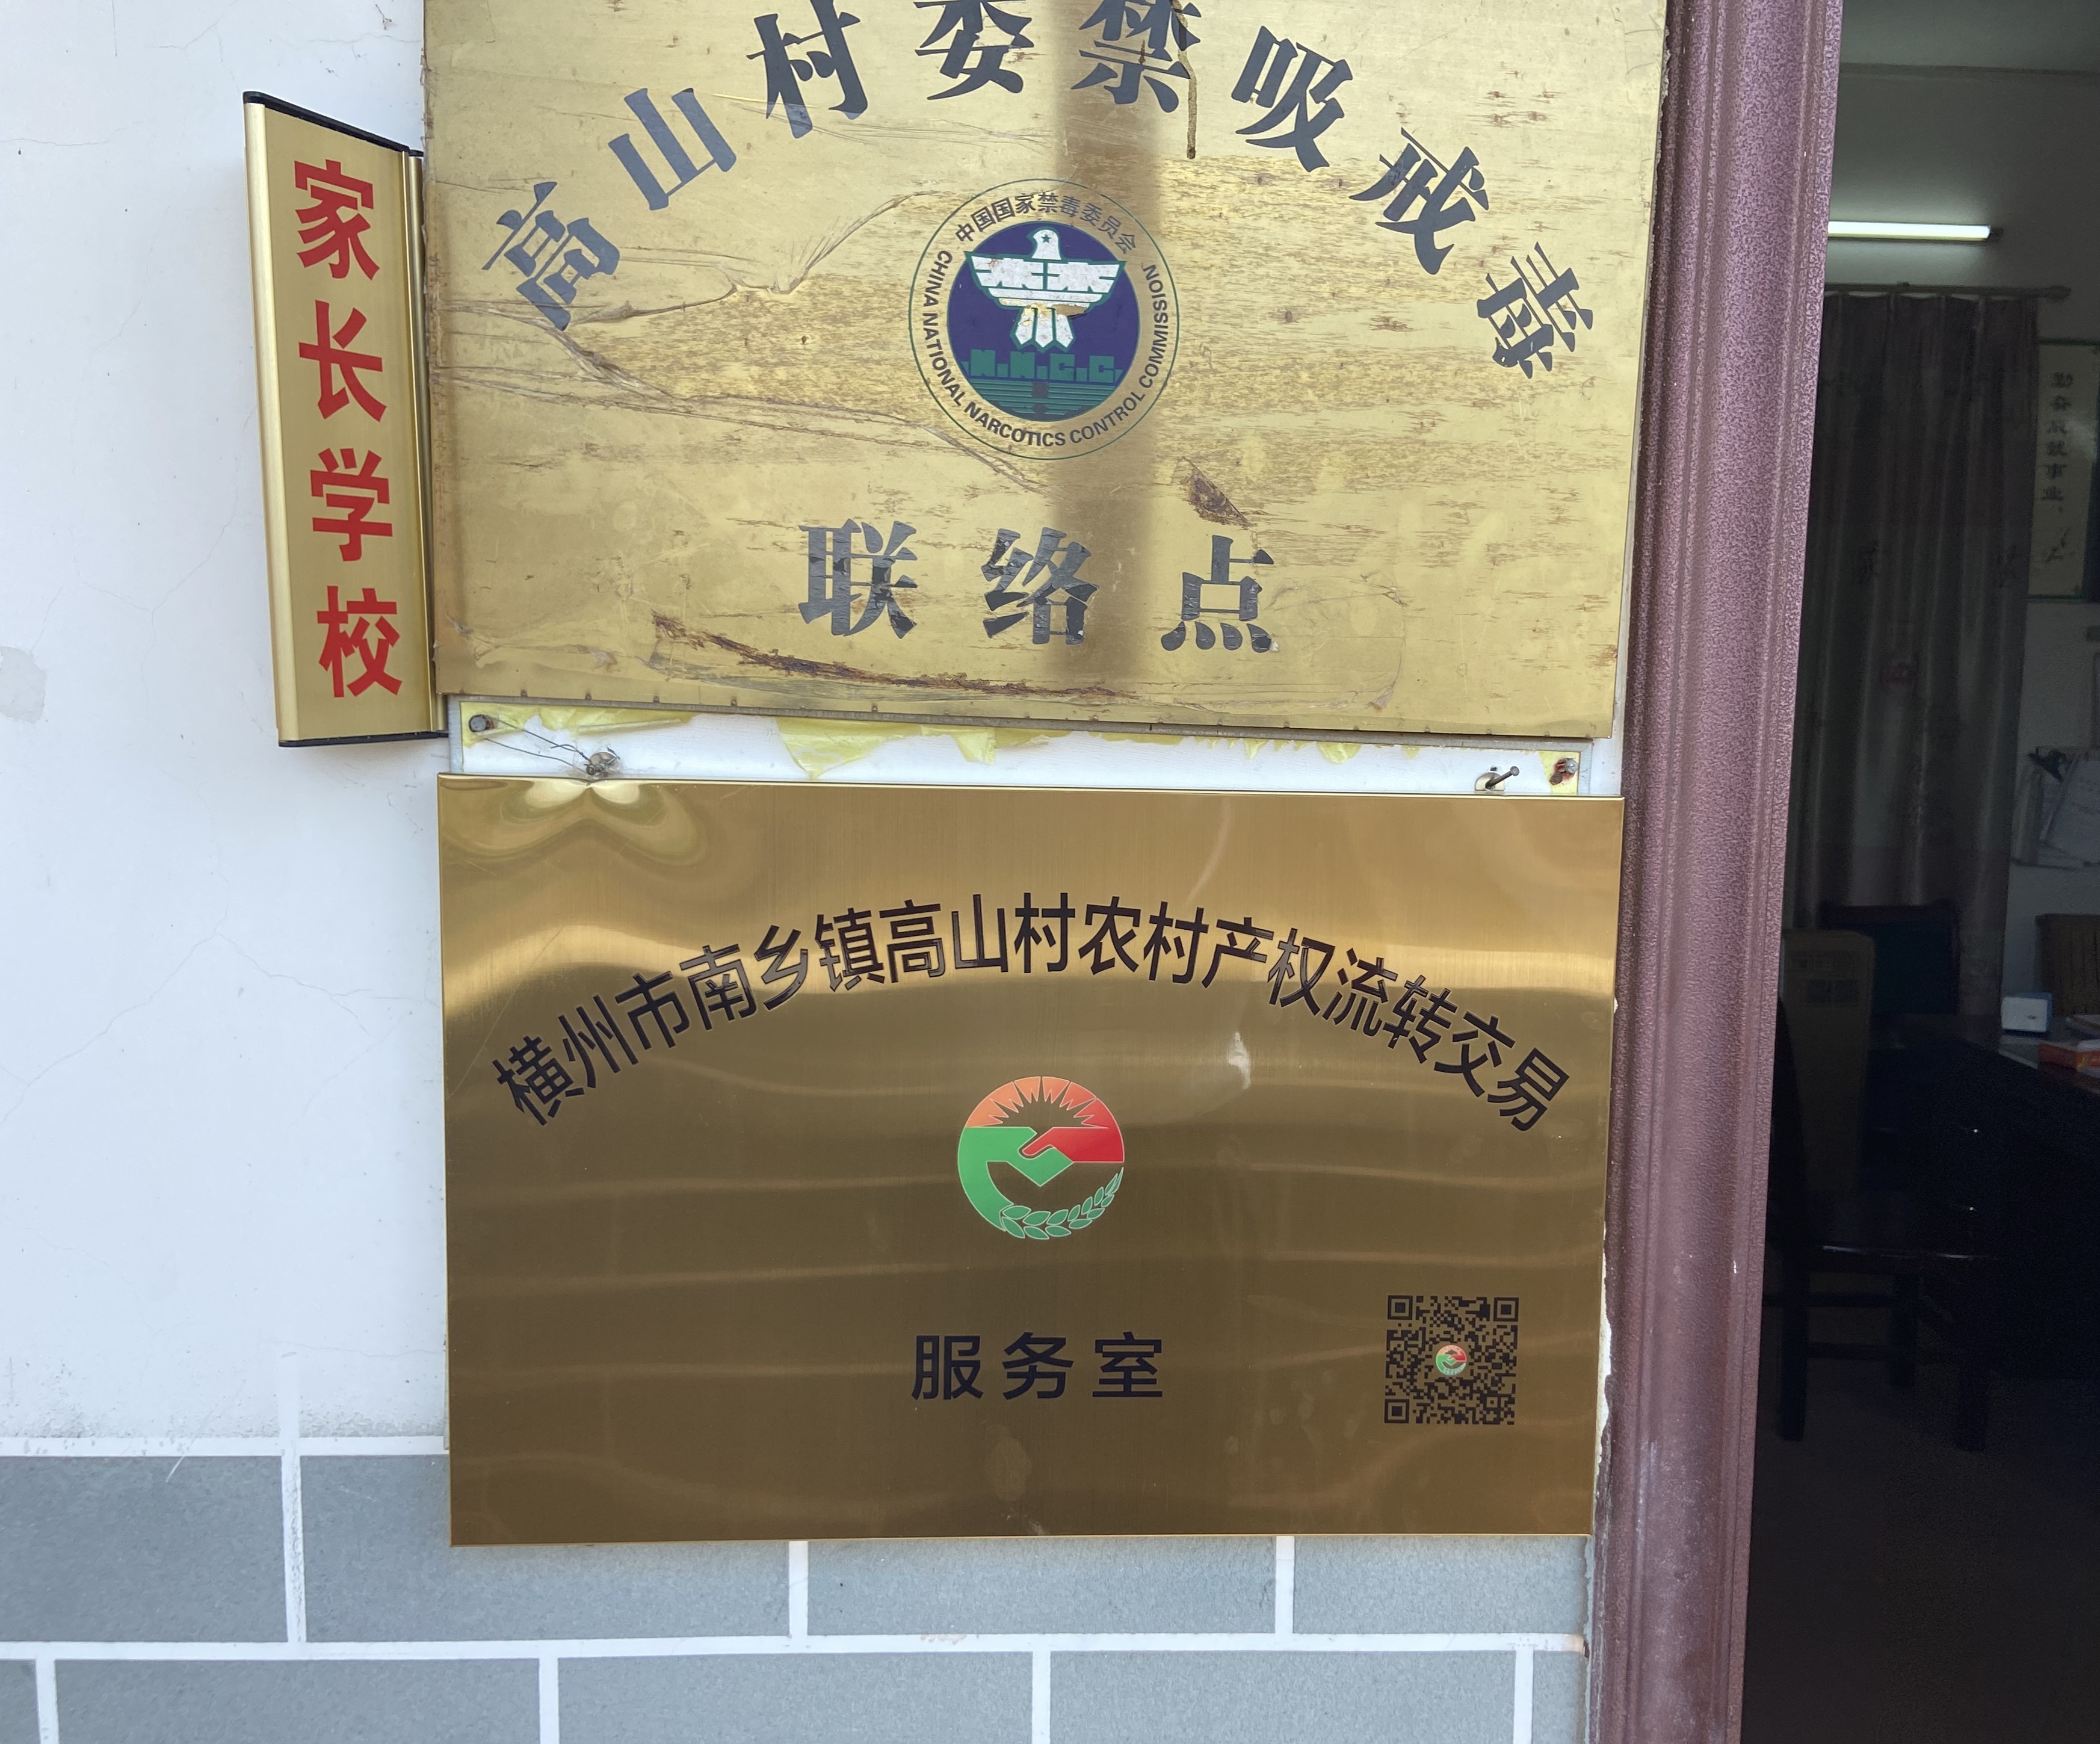 家长学校
高山村委禁吸戒毒
中国国家禁毒委员会
N.N.C.C.
CHINA NATIONAL NARCOTICS CONTROL COMMISSION
联络点
横州市南乡镇高山村农村产权流转交易
服务室